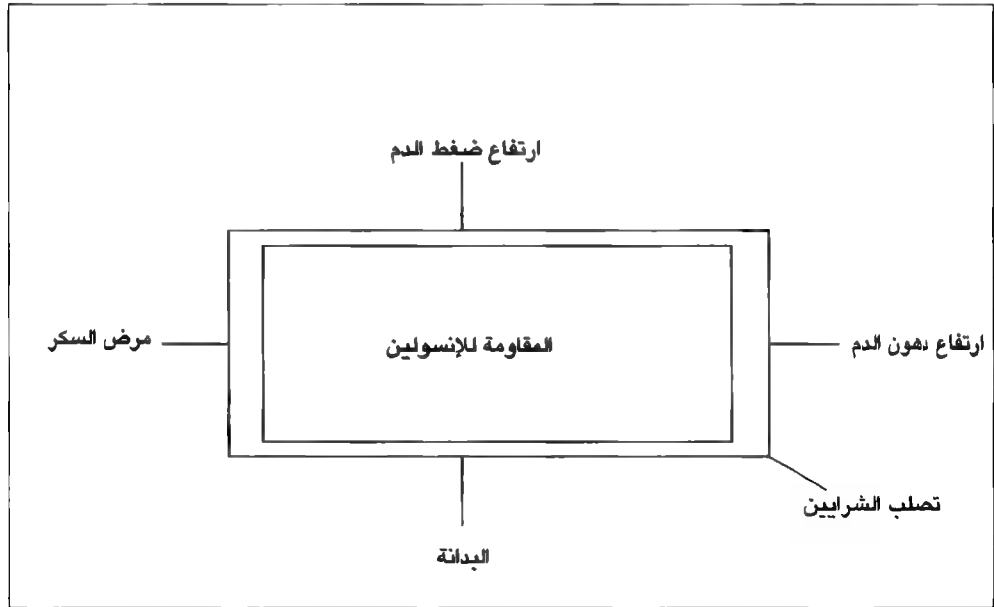 ارتفاع ضغط الدم
ارتفاع دهون الدم
المقاومة للإنسولين
مرض السكر
تصلب الشرايين
البدانة